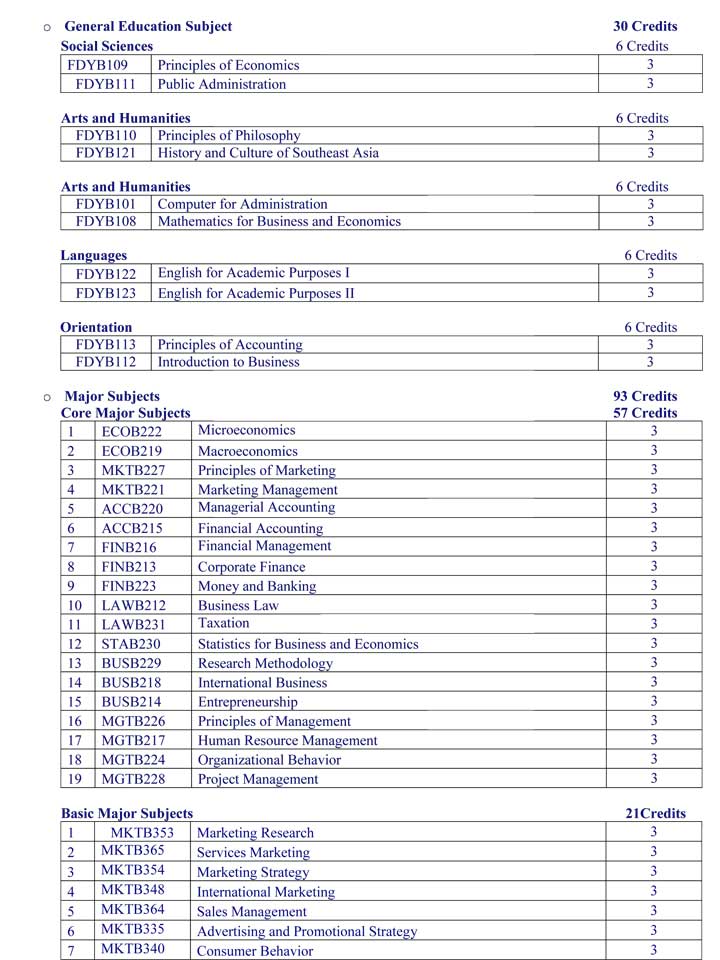 o General Education Subject 30 Credits
Social Sciences 6 Credits
FDYB109 Principles of Economics 3
FDYB111 Public Administration 3
Arts and Humanities 6 Credits
FDYB110 Principles of Philosophy 3
FDYB121 History and Culture of Southeast Asia 3
Arts and Humanities 6 Credits
FDYB101 Computer for Administration 3
FDYB108 Mathematics for Business and Economics 3
Languages 6 Credits
FDYB122 English for Academic Purposes I 3
FDYB123 English for Academic Purposes II 3
Orientation 6 Credits
FDYB113 Principles of Accounting 3
FDYB112 Introduction to Business 3
o Major Subjects 93 Credits
Core Major Subjects 57 Credits
1 ECOB222 Microeconomics 3
2 ECOB219 Macroeconomics 3
3 MKTB227 Principles of Marketing 3
4 MKTB221 Marketing Management 3
5 ACCB220 Managerial Accounting 3
6 ACCB215 Financial Accounting 3
7 FINB216 Financial Management 3
8 FINB213 Corporate Finance 3
9 FINB223 Money and Banking 3
10 LAWB212 Business Law 3
11 LAWB231 Taxation 3
12 STAB230 Statistics for Business and Economics 3
13 BUSB229 Research Methodology 3
14 BUSB218 International Business 3
15 BUSB214 Entrepreneurship 3
16 MGTB226 Principles of Management 3
17 MGTB217 Human Resource Management 3
18 MGTB224 Organizational Behavior 3
19 MGTB228 Project Management 3
Basic Major Subjects 21Credits
1 MKTB353 Marketing Research 3
2 MKTB365 Services Marketing 3
3 MKTB354 Marketing Strategy 3
4 MKTB348 International Marketing 3
5 MKTB364 Sales Management 3
6 MKTB335 Advertising and Promotional Strategy 3
7 MKTB340 Consumer Behavior 3